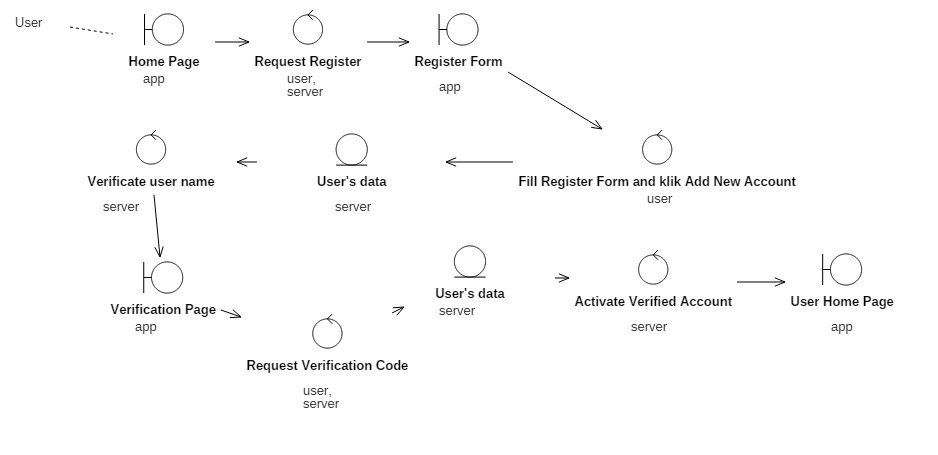 User
Home Page
app
Request Register
user,
server
Register Form
app
Fill Register Form and klik Add New Account
user
User's data
server
Verificate user name
server
Verification Page
app
Request Verification Code
user,
server
User's data
server
Activate Verified Account
server
User Home Page
app